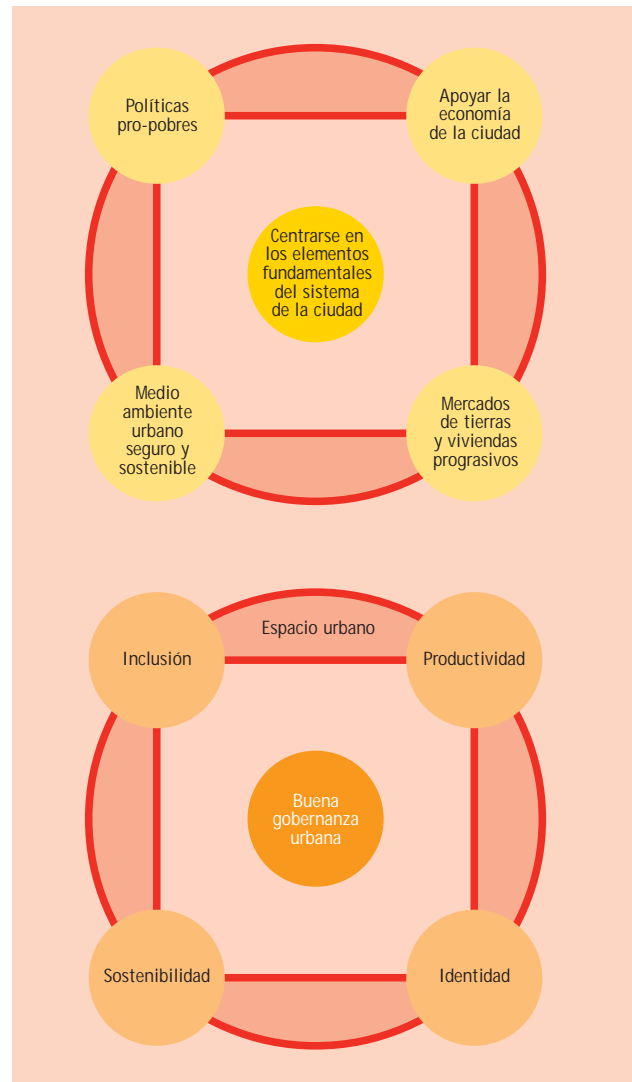 Políticas
pro-pobres
Apoyar la
economía
de la ciudad
Centrarse en
los elementos
fundamentales
del sistema
de la ciudad
Medio
ambiente
urbano
seguro y
sostenible
Mercados
de tierras
y viviendas
prograsivos
Espacio urbano
Inclusión
Productividad
Buena
gobernanza
urbana
Sostenibilidad
Identidad